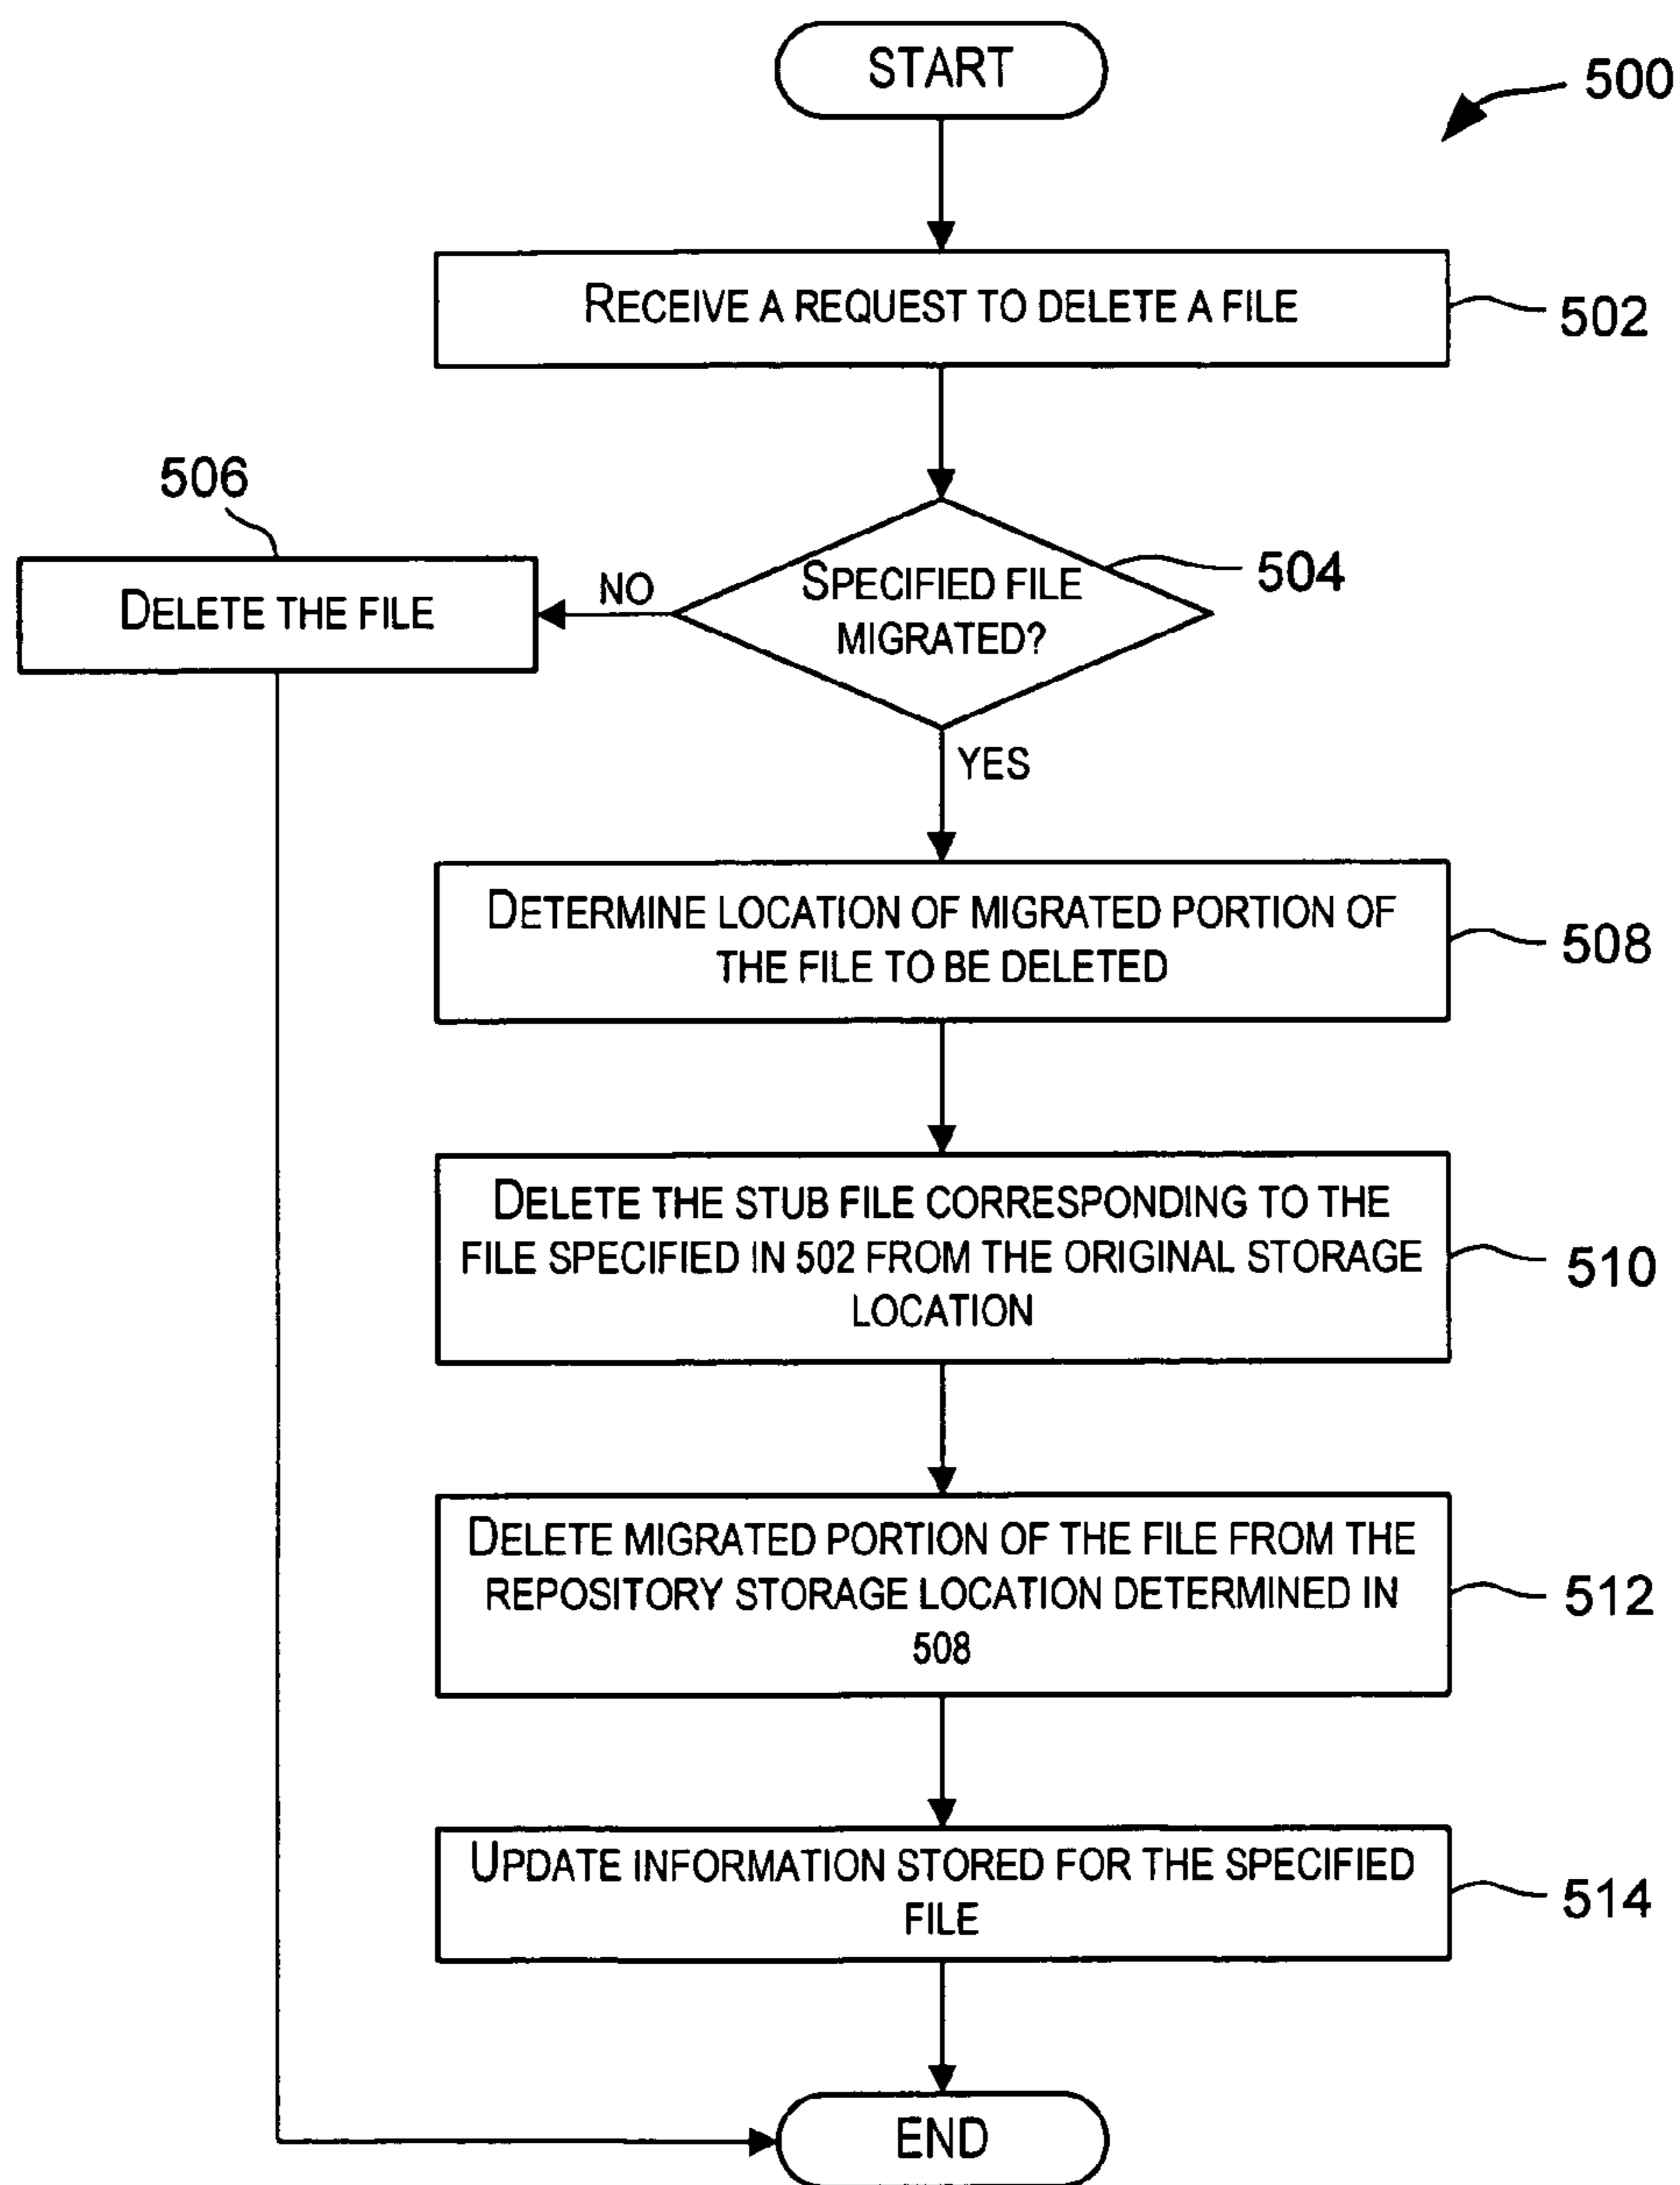 START
500
RECEIVE A REQUEST TO DELETE A FILE
502
506
DELETE THE FILE
NO
SPECIFIED FILE
MIGRATED?
504
YES
DETERMINE LOCATION OF MIGRATED PORTION OF
THE FILE TO BE DELETED
508
DELETE THE STUB FILE CORRESPONDING TO THE
FILE SPECIFIED IN 502 FROM THE ORIGINAL STORAGE
LOCATION
510
DELETE MIGRATED PORTION OF THE FILE FROM THE
REPOSITORY STORAGE LOCATION DETERMINED IN
508
512
UPDATE INFORMATION STORED FOR THE SPECIFIED
FILE
514
END